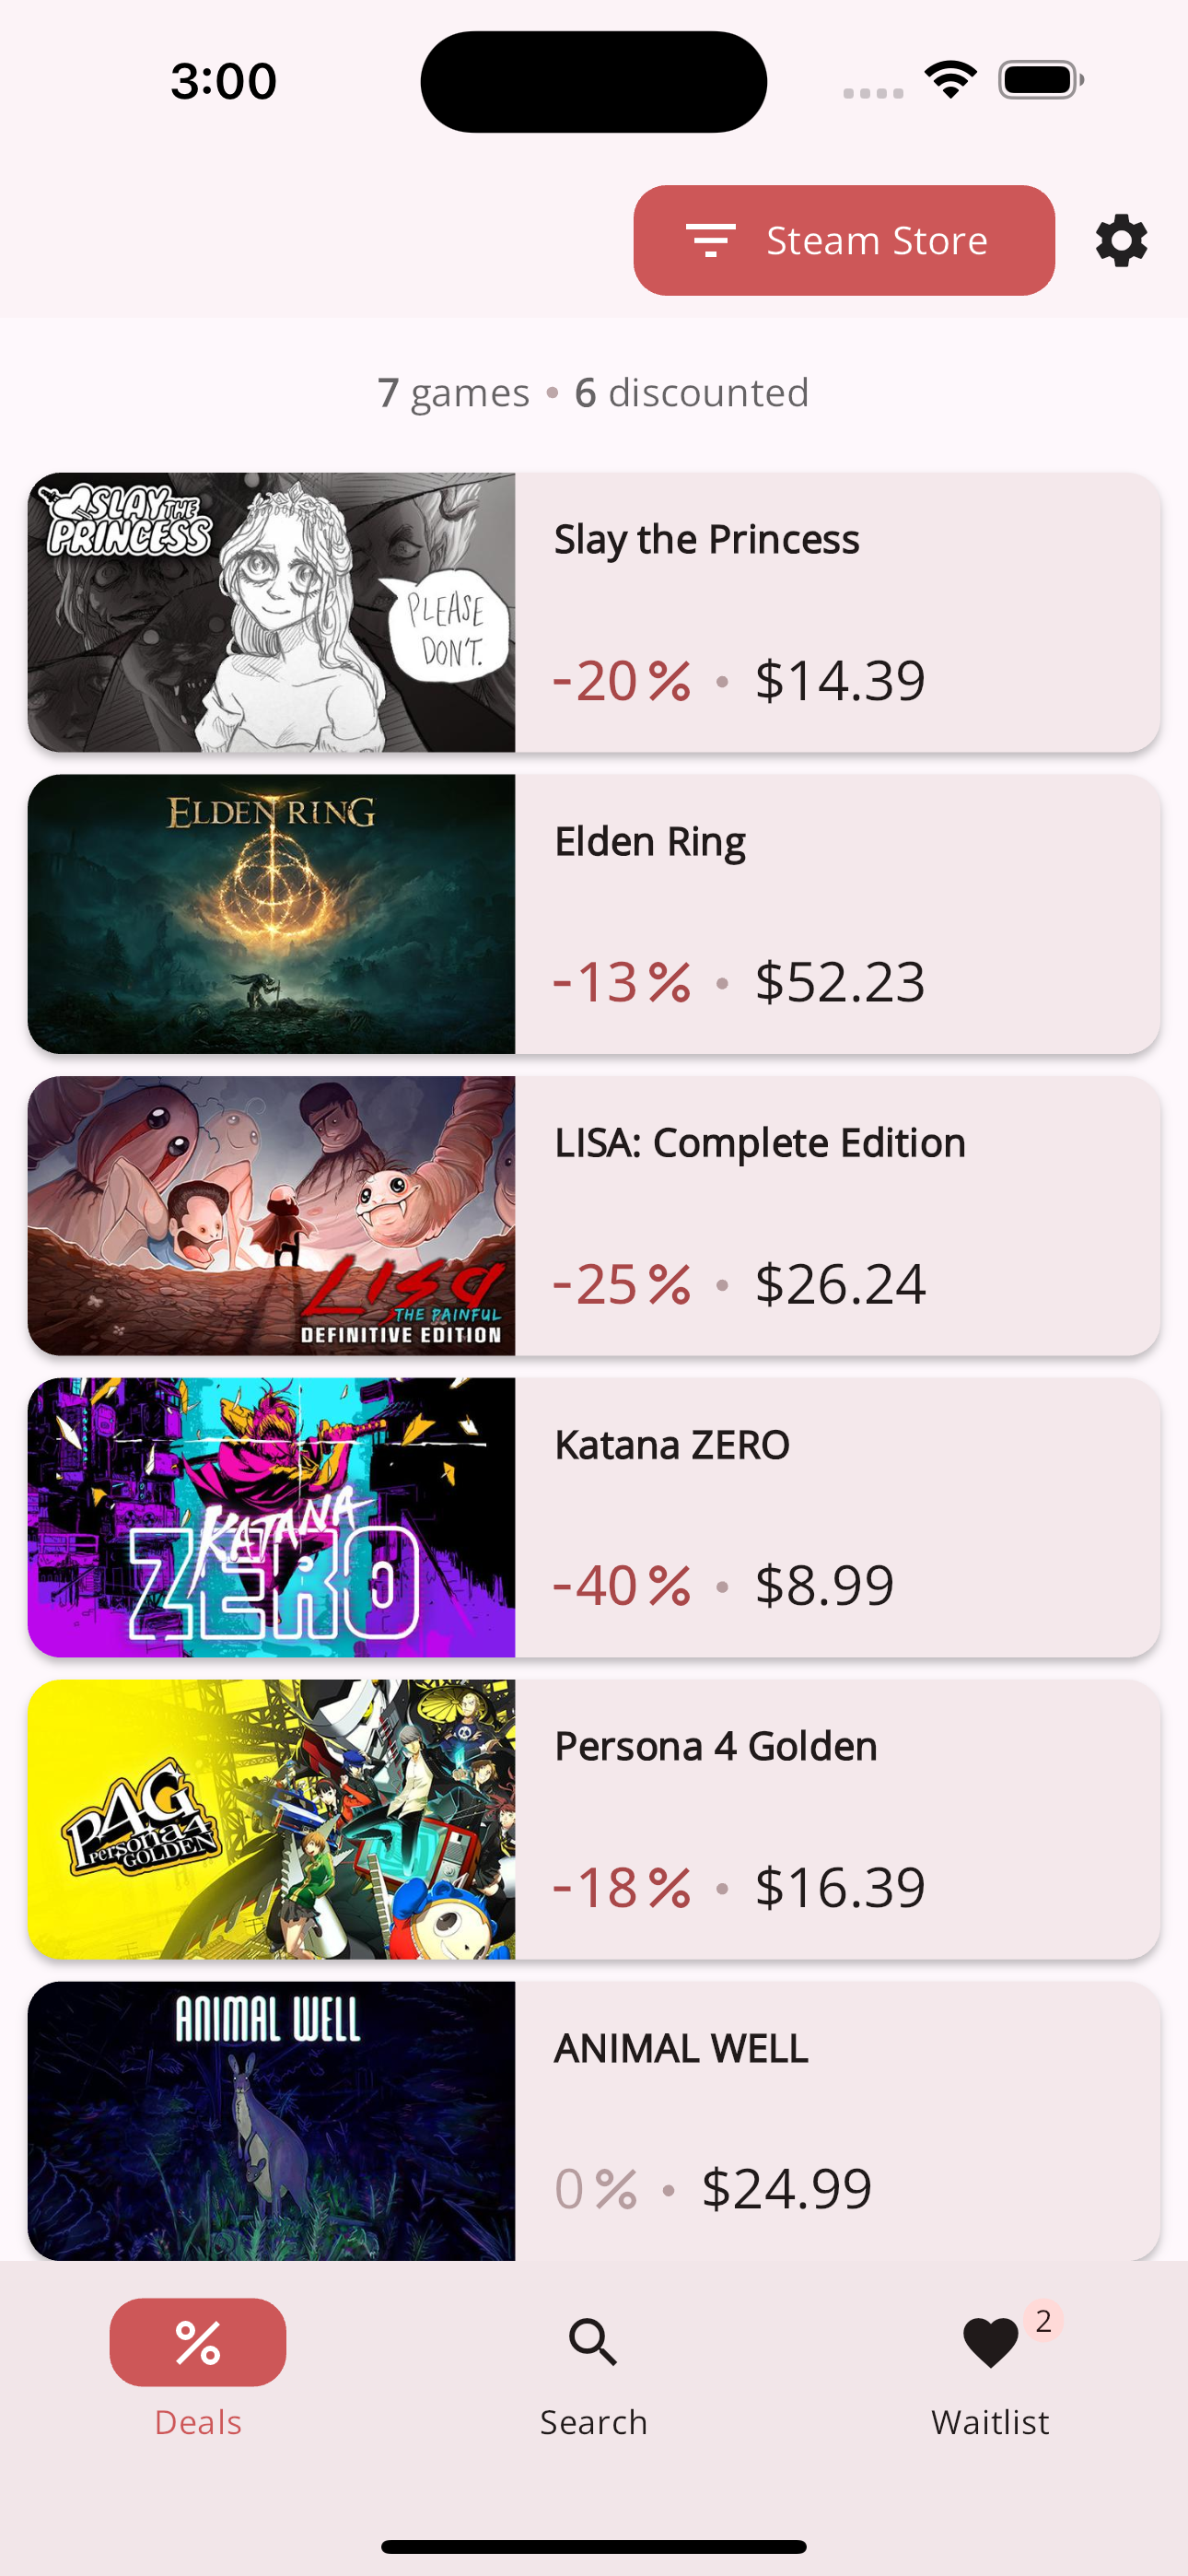 3:00
Steam Store
7 games • 6 discounted
SLAY THE
PRINCESS
PLEASE
DON'T.
Slay the Princess
-20% • $14.39
ELDEN RING
Elden Ring
-13% • $52.23
LISA
THE PAINFUL
DEFINITIVE EDITION
LISA: Complete Edition
-25% • $26.24
KATANA
ZERO
Katana ZERO
-40% • $8.99
P4G
Persona4
GOLDEN
Persona 4 Golden
-18% • $16.39
ANIMAL WELL
ANIMAL WELL
0% • $24.99
%
2
Deals
Search
Waitlist